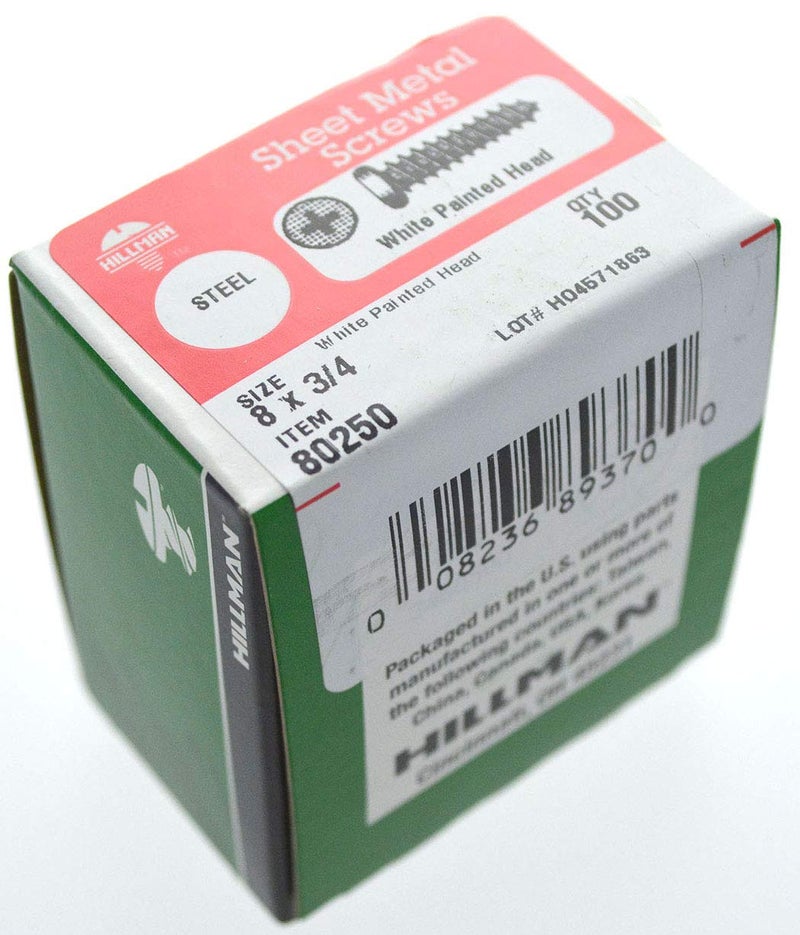 Sheet Metal
Screws
HILLMAN
STEEL
White Painted Head
White Painted Head
QTY
100
SIZE
8 X 3/4
LOT# HO4571863
ITEM
80250
0 08236 89370 0
Packaged in the U.S. using parts
manufactured in one or more of
the following countries: Taiwan,
China, Canada, USA, Korea.
HILLMAN
Cincinnati, OH
HILLMAN